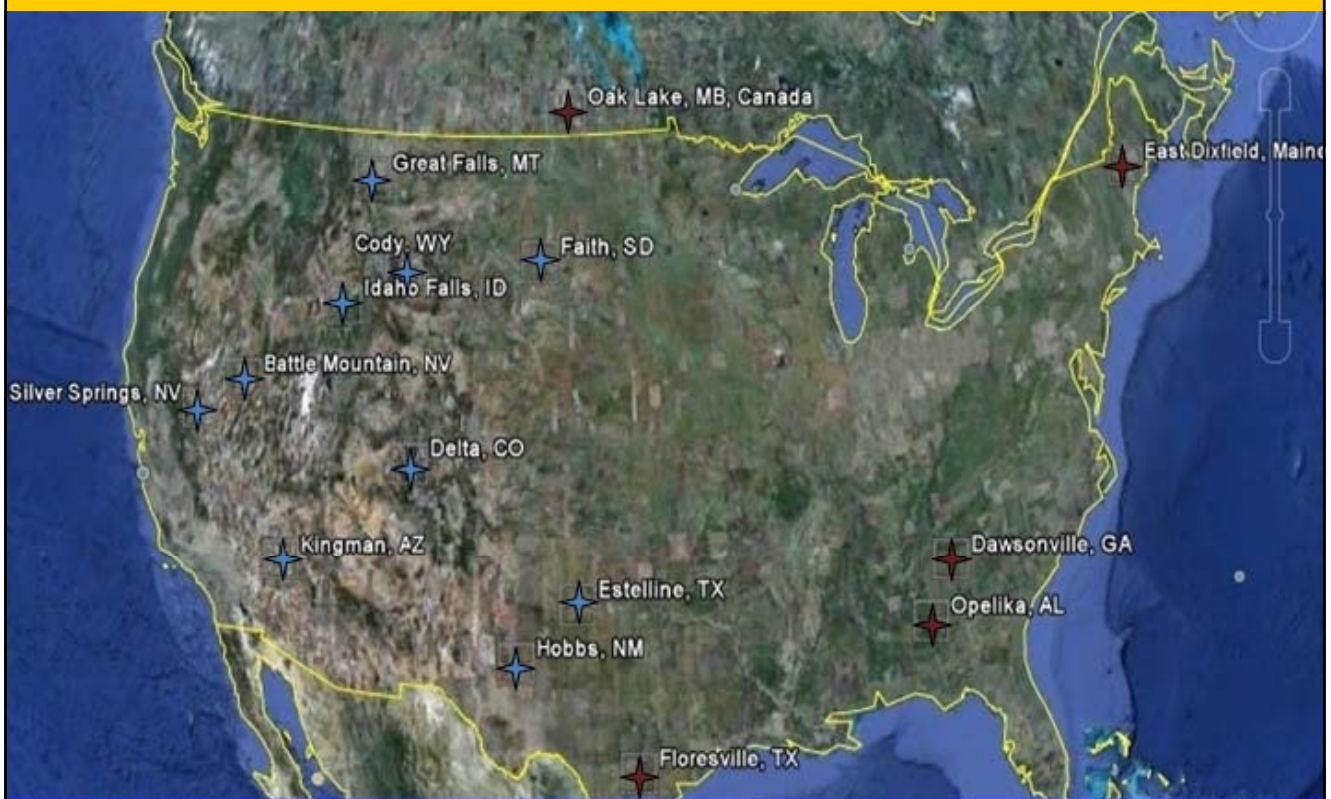 Oak Lake, MB, Canada
East Dixfield, Maine
Great Falls, MT
Cody, WY
Faith, SD
Idaho Falls, ID
Battle Mountain, NV
Silver Springs, NV
Delta, CO
Kingman, AZ
Dawsonville, GA
Estelline, TX
Opelika, AL
Hobbs, NM
Floresville, TX